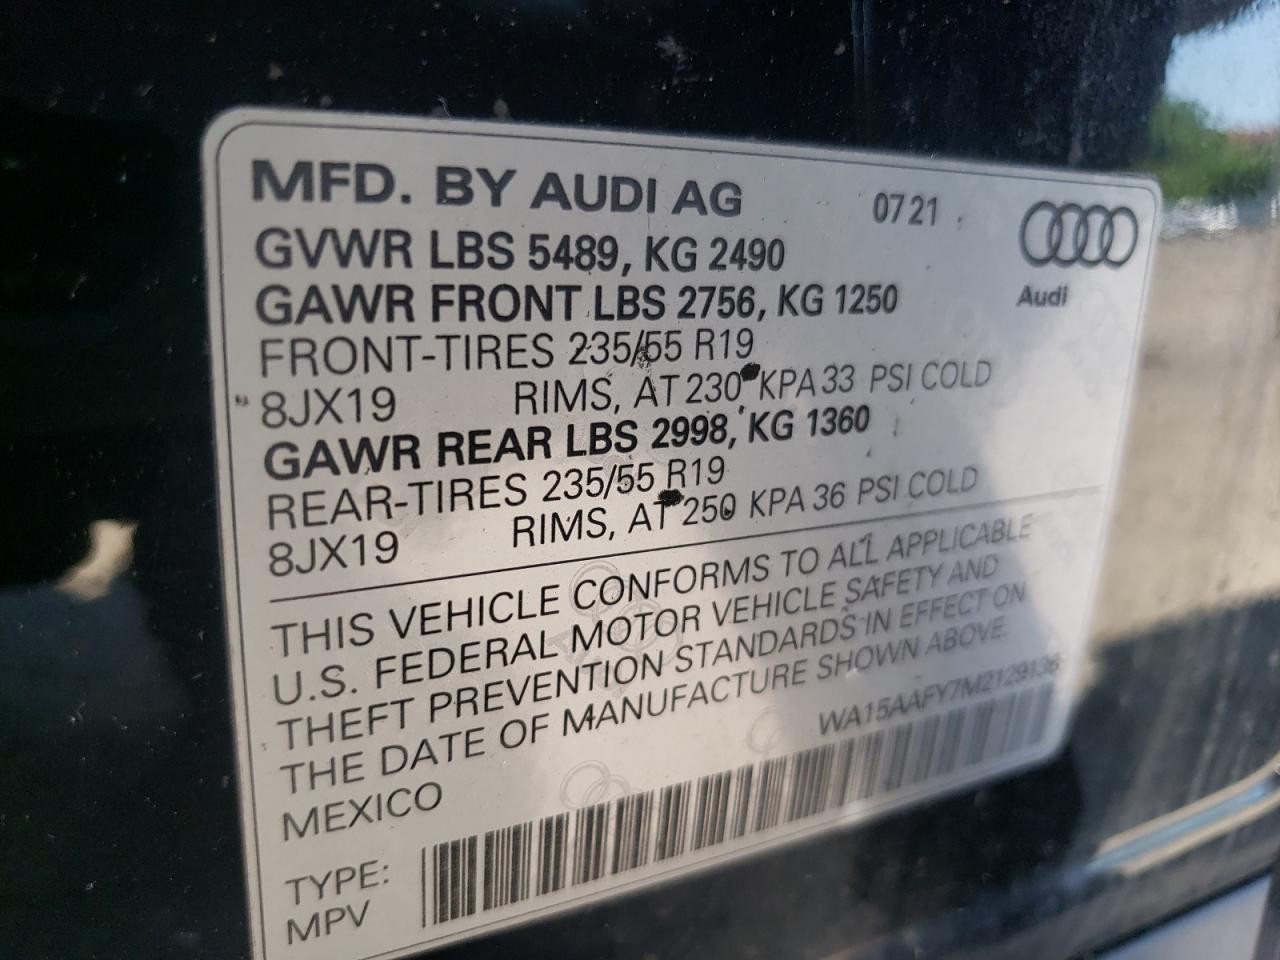 MFD. BY AUDI AG 07 21
GVWR LBS 5489, KG 2490
GAWR FRONT LBS 2756, KG 1250
Audi
FRONT-TIRES 235/55 R19
8JX19 RIMS, AT 230 KPA 33 PSI COLD
GAWR REAR LBS 2998, KG 1360
REAR-TIRES 235/55 R19
8JX19 RIMS, AT 250 KPA 36 PSI COLD
THIS VEHICLE CONFORMS TO ALL APPLICABLE
U.S. FEDERAL MOTOR VEHICLE SAFETY AND
THEFT PREVENTION STANDARDS IN EFFECT ON
THE DATE OF MANUFACTURE SHOWN ABOVE.
MEXICO WA15AAFY7M2129136
TYPE:
MPV